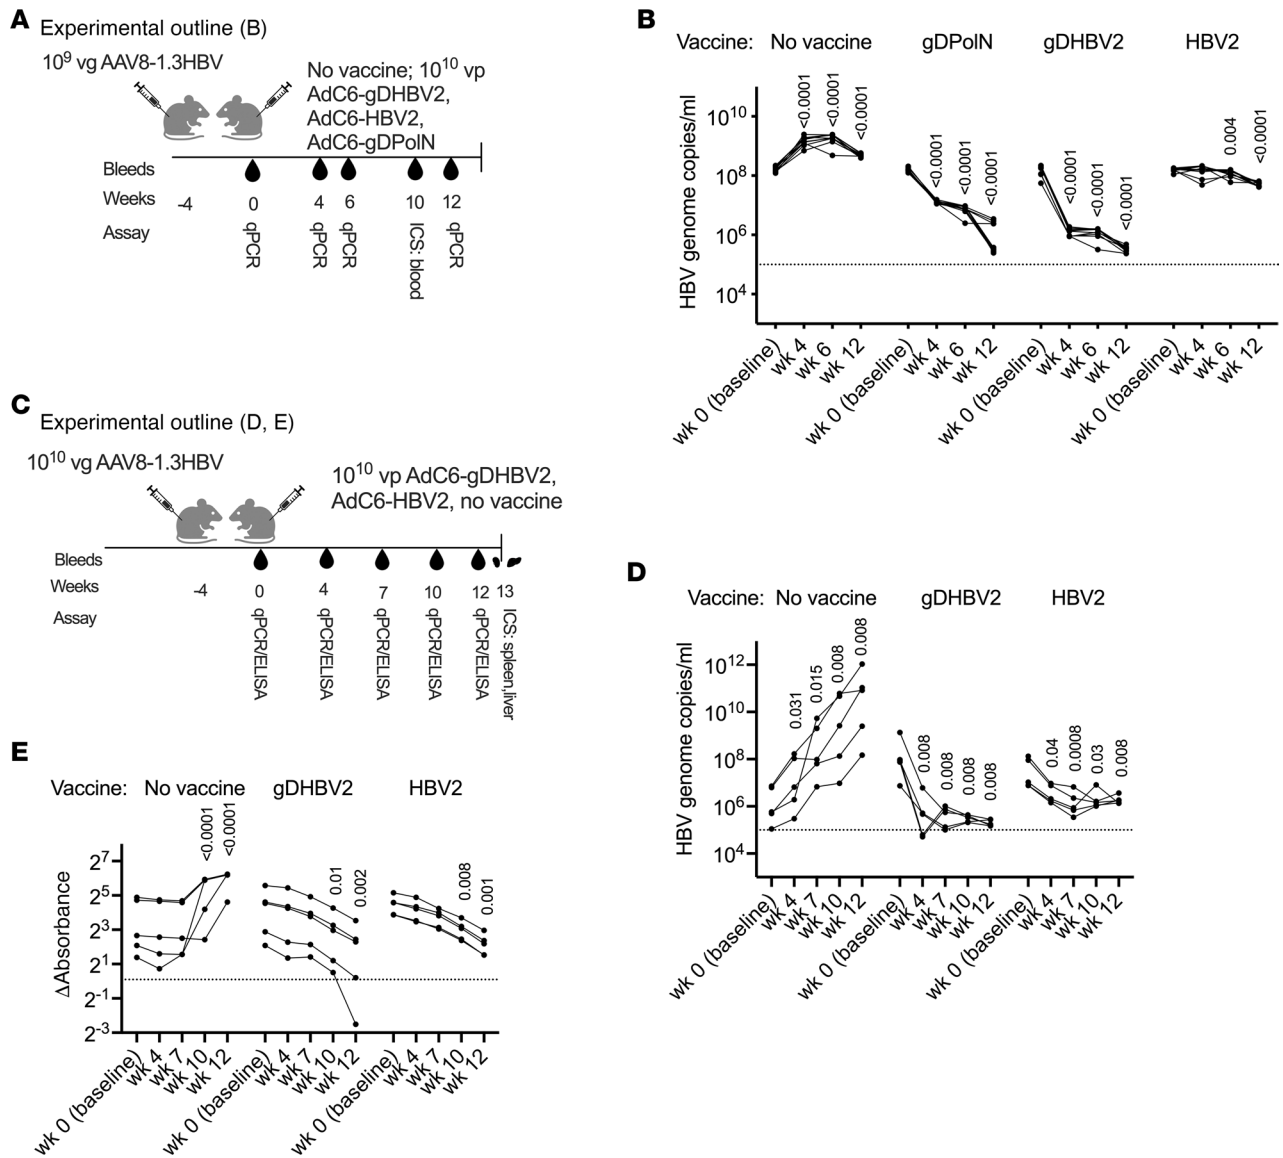 A
Experimental outline (B)
10⁹ vg AAV8-1.3HBV
No vaccine; 10¹⁰ vp
AdC6-gDHBV2,
AdC6-HBV2,
AdC6-gDPolN
Bleeds
Weeks -4 0 4 6 10 12
Assay qPCR qPCR qPCR ICS: blood qPCR
B
Vaccine: No vaccine gDPolN gDHBV2 HBV2
HBV genome copies/ml
10¹⁰
10⁸
10⁶
10⁴
<0.0001 <0.0001 <0.0001
<0.0001 <0.0001 <0.0001
<0.0001 <0.0001 <0.0001
0.004 <0.0001
wk 0 (baseline) wk 4 wk 6 wk 12
wk 0 (baseline) wk 4 wk 6 wk 12
wk 0 (baseline) wk 4 wk 6 wk 12
wk 0 (baseline) wk 4 wk 6 wk 12
C
Experimental outline (D, E)
10¹⁰ vg AAV8-1.3HBV
10¹⁰ vp AdC6-gDHBV2,
AdC6-HBV2, no vaccine
Bleeds
Weeks -4 0 4 7 10 12 13
Assay qPCR/ELISA qPCR/ELISA qPCR/ELISA qPCR/ELISA qPCR/ELISA ICS: spleen,liver
D
Vaccine: No vaccine gDHBV2 HBV2
HBV genome copies/ml
10¹²
10¹⁰
10⁸
10⁶
10⁴
0.031 0.015 0.008 0.008
0.008 0.008 0.008 0.008
0.04 0.0008 0.03 0.008
wk 0 (baseline) wk 4 wk 7 wk 10 wk 12
wk 0 (baseline) wk 4 wk 7 wk 10 wk 12
wk 0 (baseline) wk 4 wk 7 wk 10 wk 12
E
Vaccine: No vaccine gDHBV2 HBV2
ΔAbsorbance
2⁷
2⁵
2³
2¹
2⁻¹
2⁻³
<0.0001 <0.0001
0.01 0.002
0.008 0.001
wk 0 (baseline) wk 4 wk 7 wk 10 wk 12
wk 0 (baseline) wk 4 wk 7 wk 10 wk 12
wk 0 (baseline) wk 4 wk 7 wk 10 wk 12